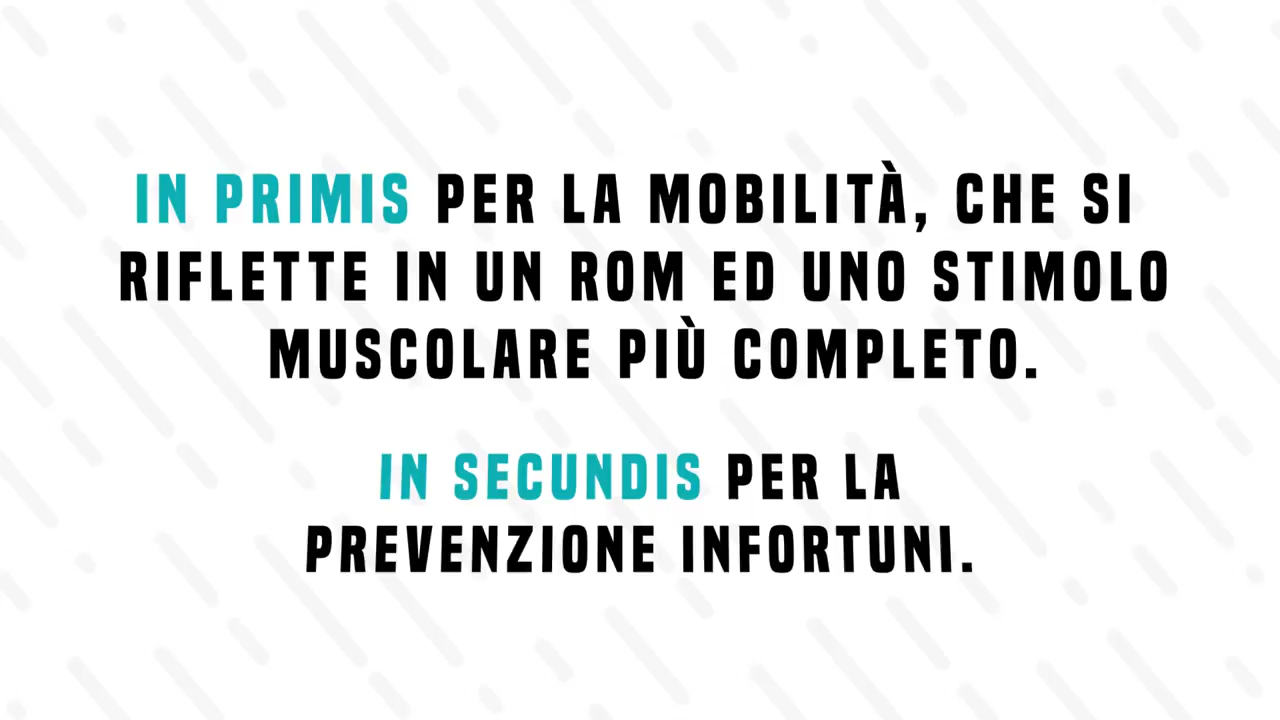 IN PRIMIS PER LA MOBILITÀ, CHE SI
RIFLETTE IN UN ROM ED UNO STIMOLO
MUSCOLARE PIÙ COMPLETO.
IN SECUNDIS PER LA
PREVENZIONE INFORTUNI.